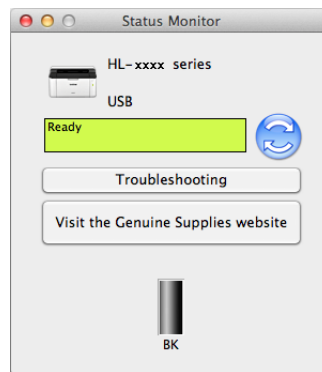 Status Monitor
HL-xxxx series
USB
Ready
Troubleshooting
Visit the Genuine Supplies website
BK